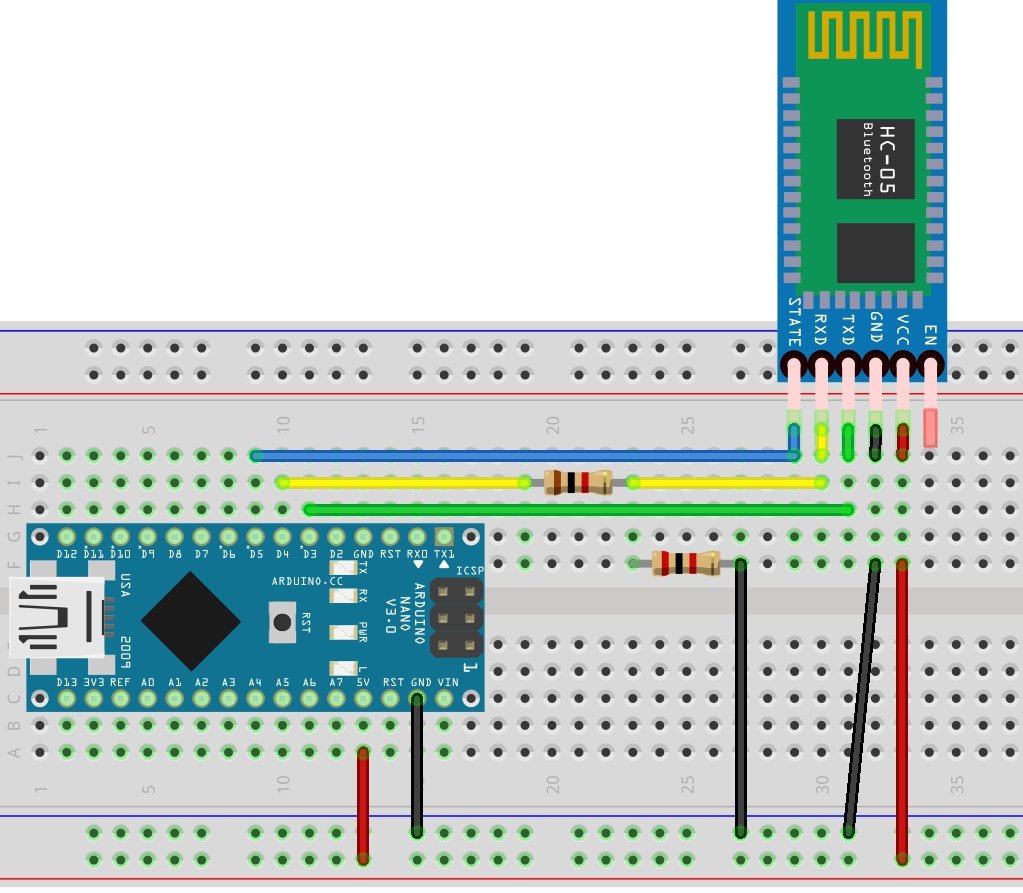 HC-05
Bluetooth
STATE RXD TXD GND VCC EN
1 5 10 15 20 25 35
J
I
H
G
F
D12 D11 D10 D9 D8 D7 D6 D5 D4 D3 D2 GND RST RX0 TX1
ARDUINO.CC
TX
RX
PWR
L
RST
USA
2009
ARDUINO
NANO
V3.0
ICSP
1
D13 3V3 REF A0 A1 A2 A3 A4 A5 A6 A7 5V RST GND VIN
D
C
B
A
1 5 10 20 25 30 35